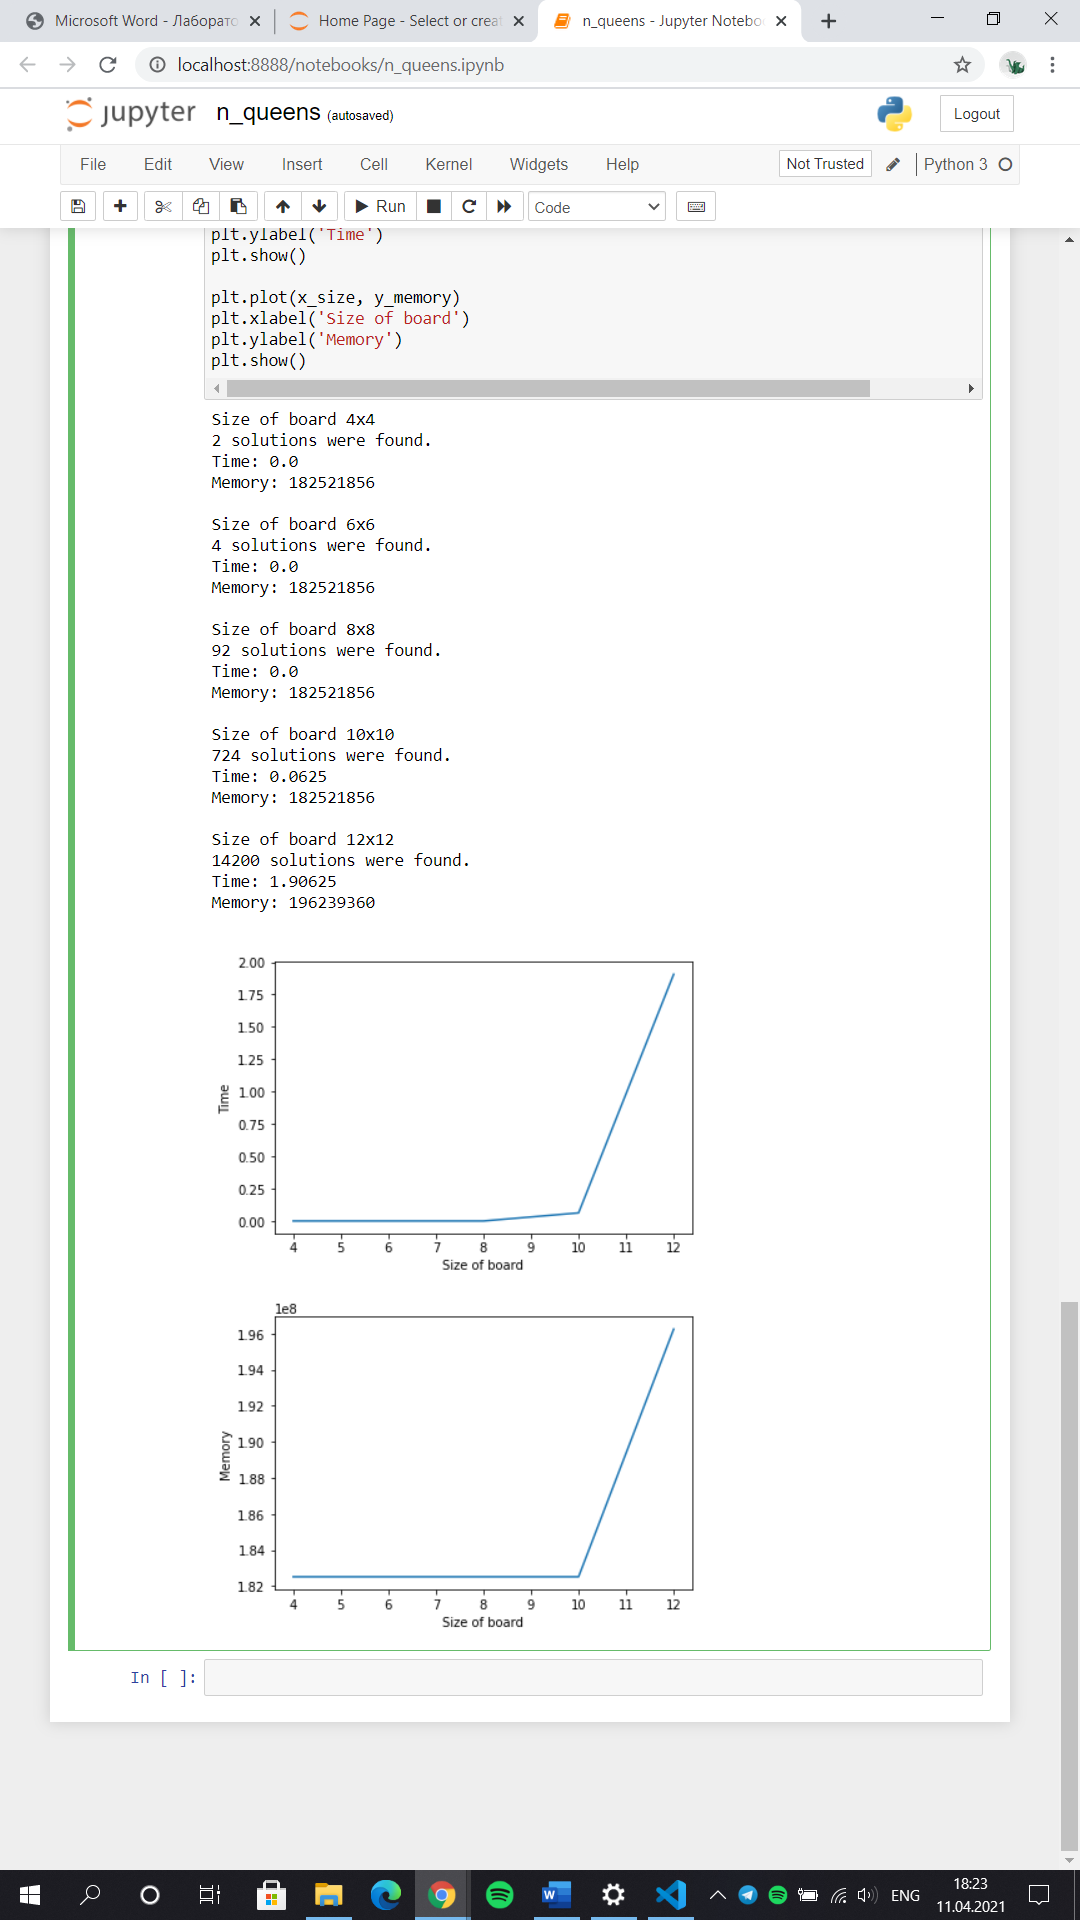 Microsoft Word - Лаборато
Home Page - Select or creat
n_queens - Jupyter Notebo
localhost:8888/notebooks/n_queens.ipynb
jupyter n_queens (autosaved)
Logout
File Edit View Insert Cell Kernel Widgets Help
Not Trusted
Python 3
Run
Code
plt.ylabel('Time')
plt.show()
plt.plot(x_size, y_memory)
plt.xlabel('Size of board')
plt.ylabel('Memory')
plt.show()
Size of board 4x4
2 solutions were found.
Time: 0.0
Memory: 182521856
Size of board 6x6
4 solutions were found.
Time: 0.0
Memory: 182521856
Size of board 8x8
92 solutions were found.
Time: 0.0
Memory: 182521856
Size of board 10x10
724 solutions were found.
Time: 0.0625
Memory: 182521856
Size of board 12x12
14200 solutions were found.
Time: 1.90625
Memory: 196239360
2.00
1.75
1.50
1.25
1.00
0.75
0.50
0.25
0.00
Time
4 5 6 7 8 9 10 11 12
Size of board
1e8
1.96
1.94
1.92
1.90
1.88
1.86
1.84
1.82
Memory
4 5 6 7 8 9 10 11 12
Size of board
In [ ]:
W
ENG
18:23
11.04.2021